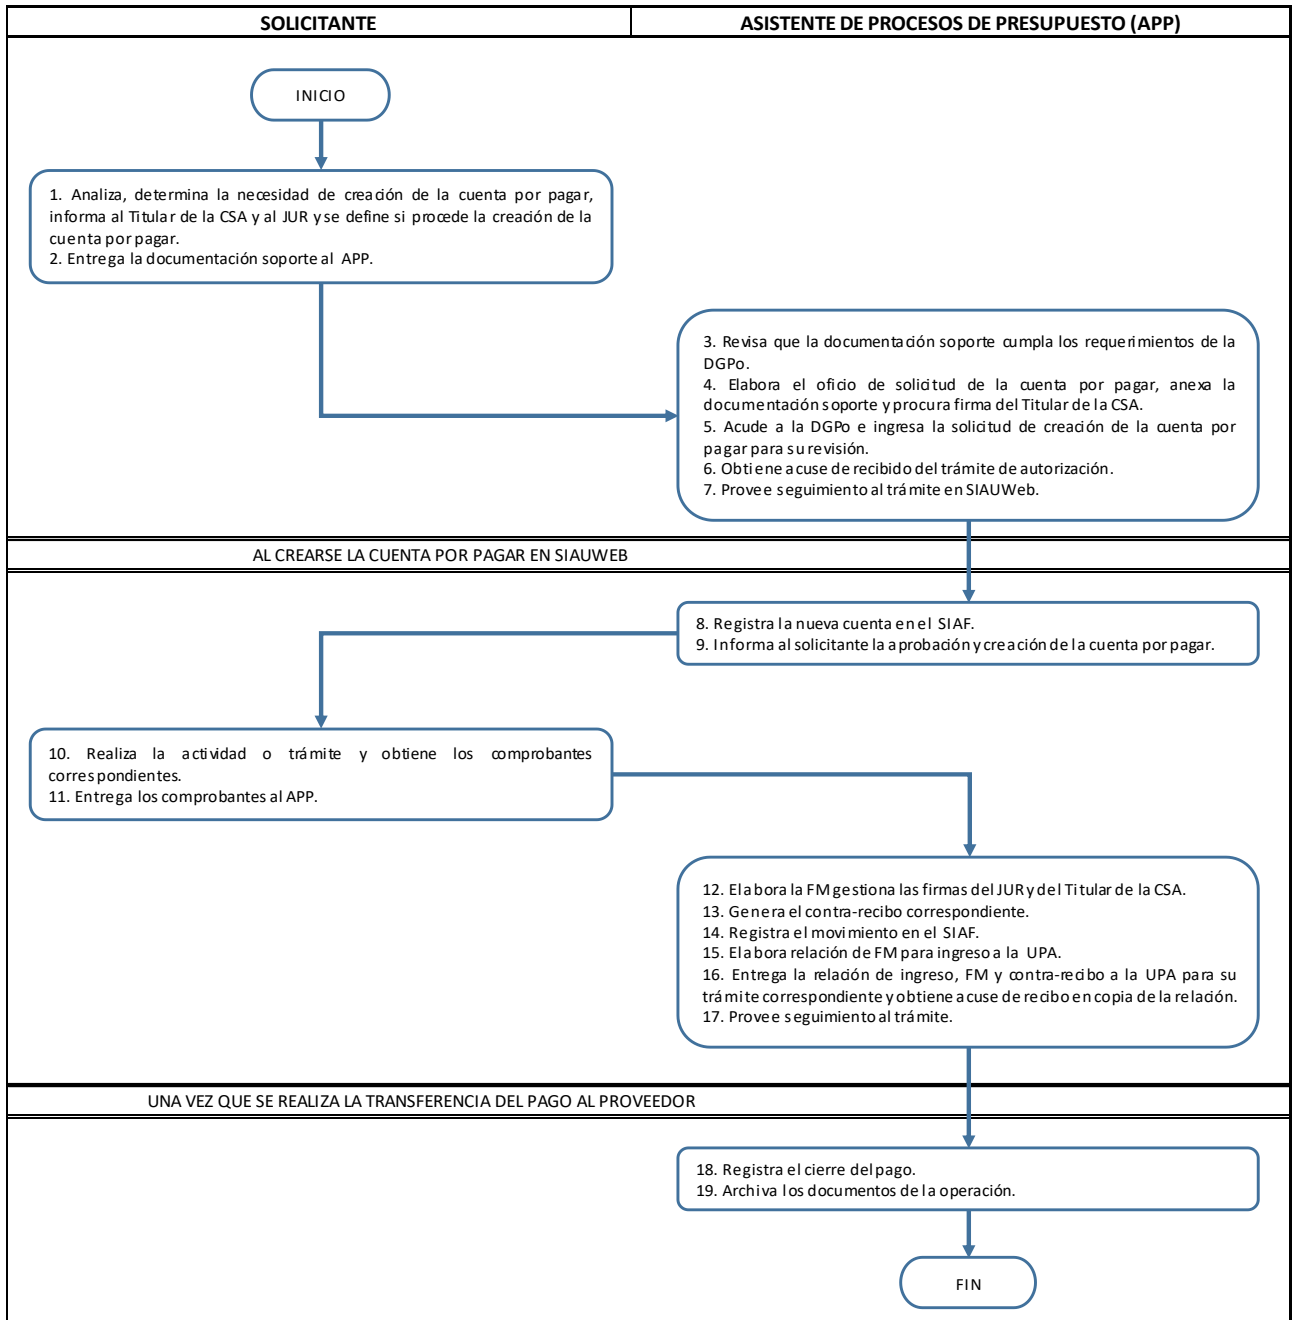 SOLICITANTE
ASISTENTE DE PROCESOS DE PRESUPUESTO (APP)
INICIO
1. Analiza, determina la necesidad de creación de la cuenta por pagar,
informa al Titular de la CSA y al JUR y se define si procede la creación de la
cuenta por pagar.
2. Entrega la documentación soporte al APP.
3. Revisa que la documentación soporte cumpla los requerimientos de la
DGPo.
4. Elabora el oficio de solicitud de la cuenta por pagar, anexa la
documentación soporte y procura firma del Titular de la CSA.
5. Acude a la DGPo e ingresa la solicitud de creación de la cuenta por
pagar para su revisión.
6. Obtiene acuse de recibido del trámite de autorización.
7. Provee seguimiento al trámite en SIAUWeb.
AL CREARSE LA CUENTA POR PAGAR EN SIAUWEB
8. Registra la nueva cuenta en el SIAF.
9. Informa al solicitante la aprobación y creación de la cuenta por pagar.
10. Realiza la actividad o trámite y obtiene los comprobantes
correspondientes.
11. Entrega los comprobantes al APP.
12. Elabora la FM gestiona las firmas del JUR y del Titular de la CSA.
13. Genera el contra-recibo correspondiente.
14. Registra el movimiento en el SIAF.
15. Elabora relación de FM para ingreso a la UPA.
16. Entrega la relación de ingreso, FM y contra-recibo a la UPA para su
trámite correspondiente y obtiene acuse de recibo en copia de la relación.
17. Provee seguimiento al trámite.
UNA VEZ QUE SE REALIZA LA TRANSFERENCIA DEL PAGO AL PROVEEDOR
18. Registra el cierre del pago.
19. Archiva los documentos de la operación.
FIN